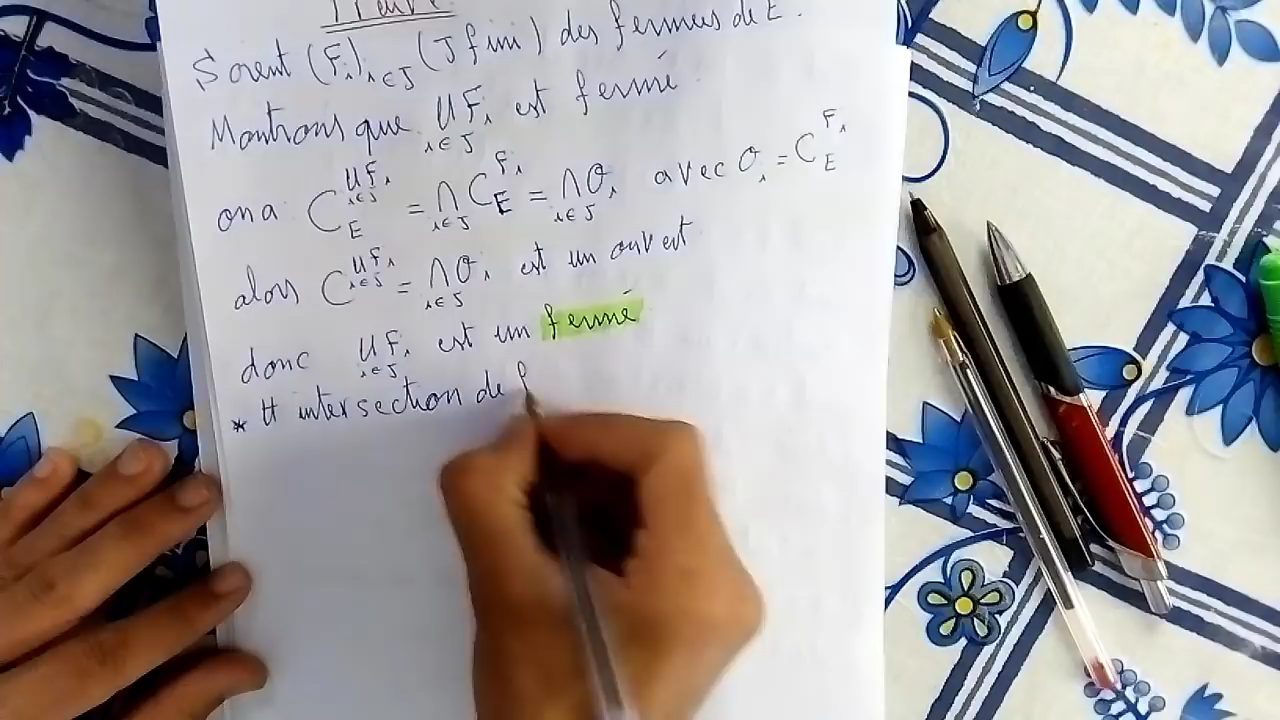 Preuve
Soient (Fᵢ)ᵢ∈J (J fini) des fermés de E.
Montrons que ∪ᵢ∈J Fᵢ est fermé
on a C_E^{∪ᵢ∈J Fᵢ} = ∩ᵢ∈J C_E^{Fᵢ} = ∩ᵢ∈J Oᵢ avec Oᵢ = C_E^{Fᵢ}
alors C^{∪ᵢ∈J Fᵢ} = ∩ᵢ∈J Oᵢ est un ouvert
donc ∪ᵢ∈J Fᵢ est un fermé
* tt intersection de f